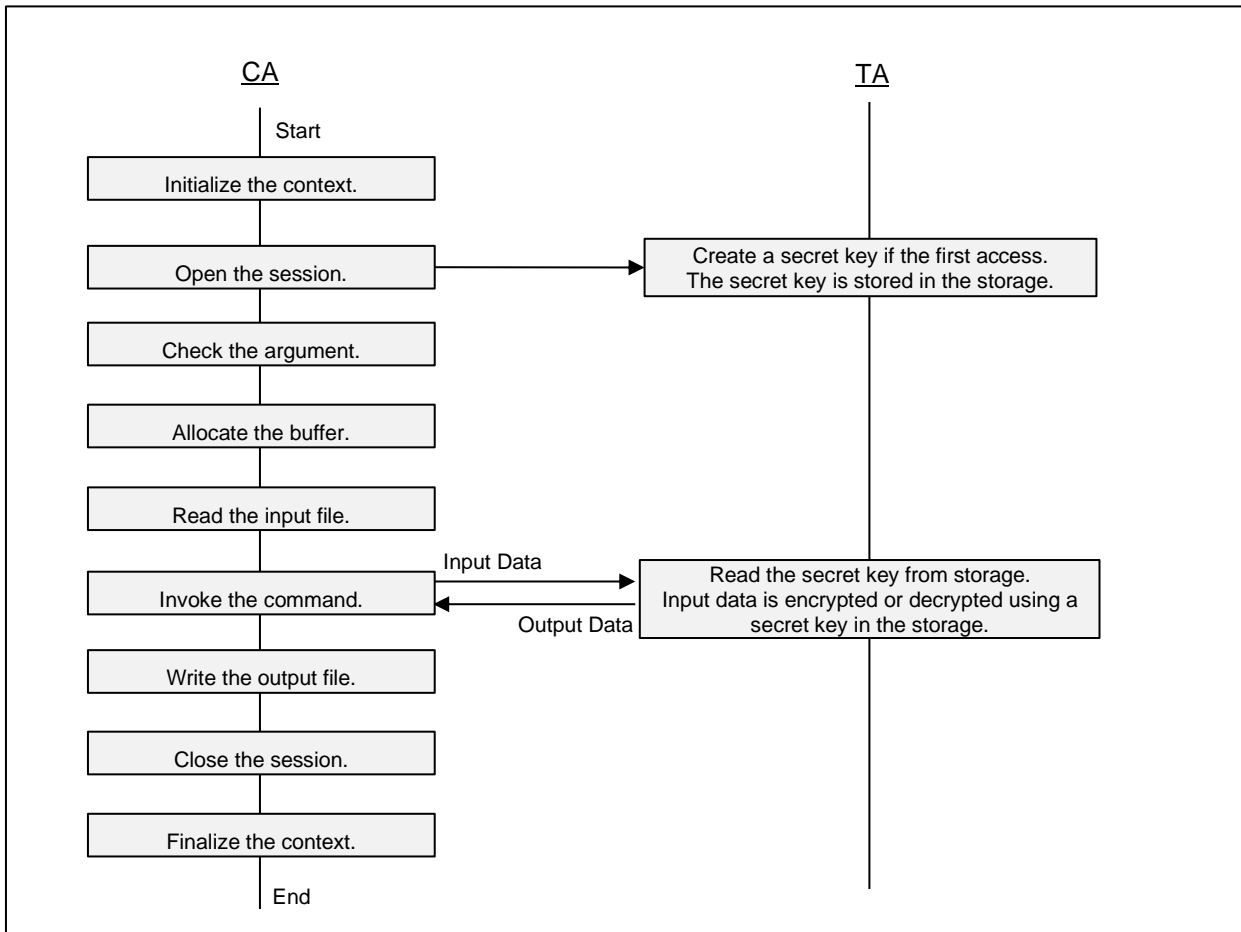 CA
TA
Start
Initialize the context.
Open the session.
Create a secret key if the first access.
The secret key is stored in the storage.
Check the argument.
Allocate the buffer.
Read the input file.
Input Data
Invoke the command.
Read the secret key from storage.
Input data is encrypted or decrypted using a
secret key in the storage.
Output Data
Write the output file.
Close the session.
Finalize the context.
End